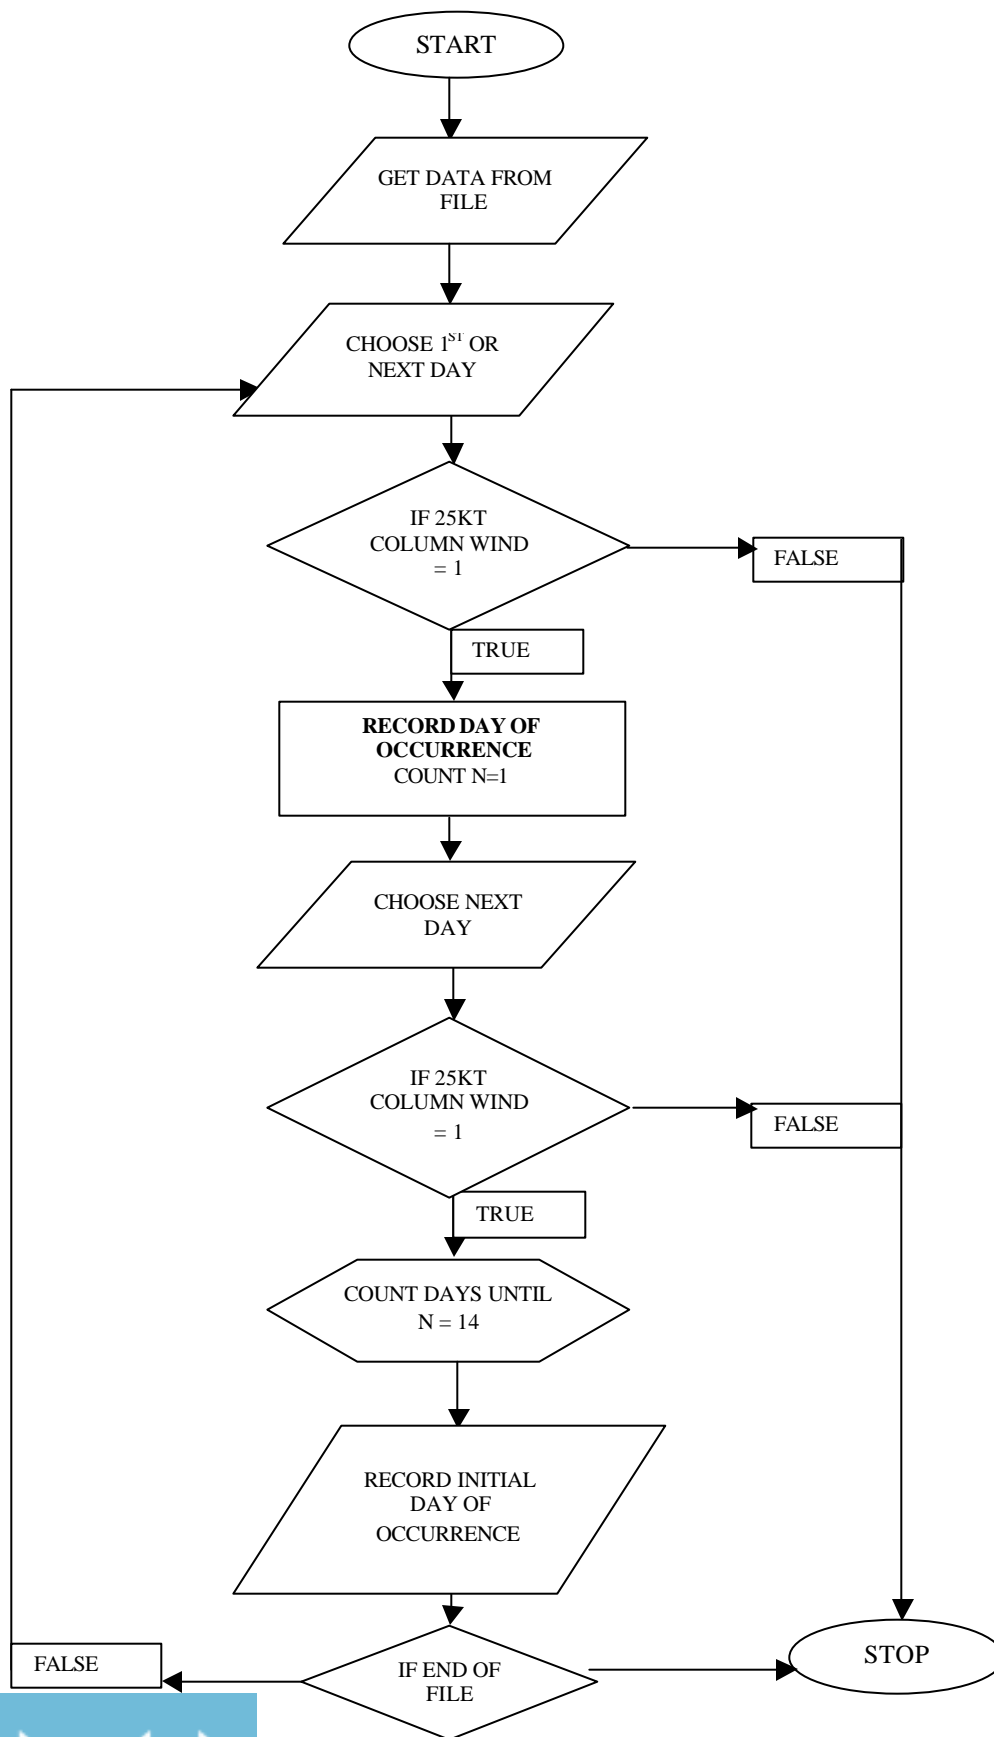 START
GET DATA FROM
FILE
CHOOSE 1ST OR
NEXT DAY
IF 25KT
COLUMN WIND
= 1
FALSE
TRUE
RECORD DAY OF
OCCURRENCE
COUNT N=1
CHOOSE NEXT
DAY
IF 25KT
COLUMN WIND
= 1
FALSE
TRUE
COUNT DAYS UNTIL
N = 14
RECORD INITIAL
DAY OF
OCCURRENCE
FALSE
IF END OF
FILE
STOP